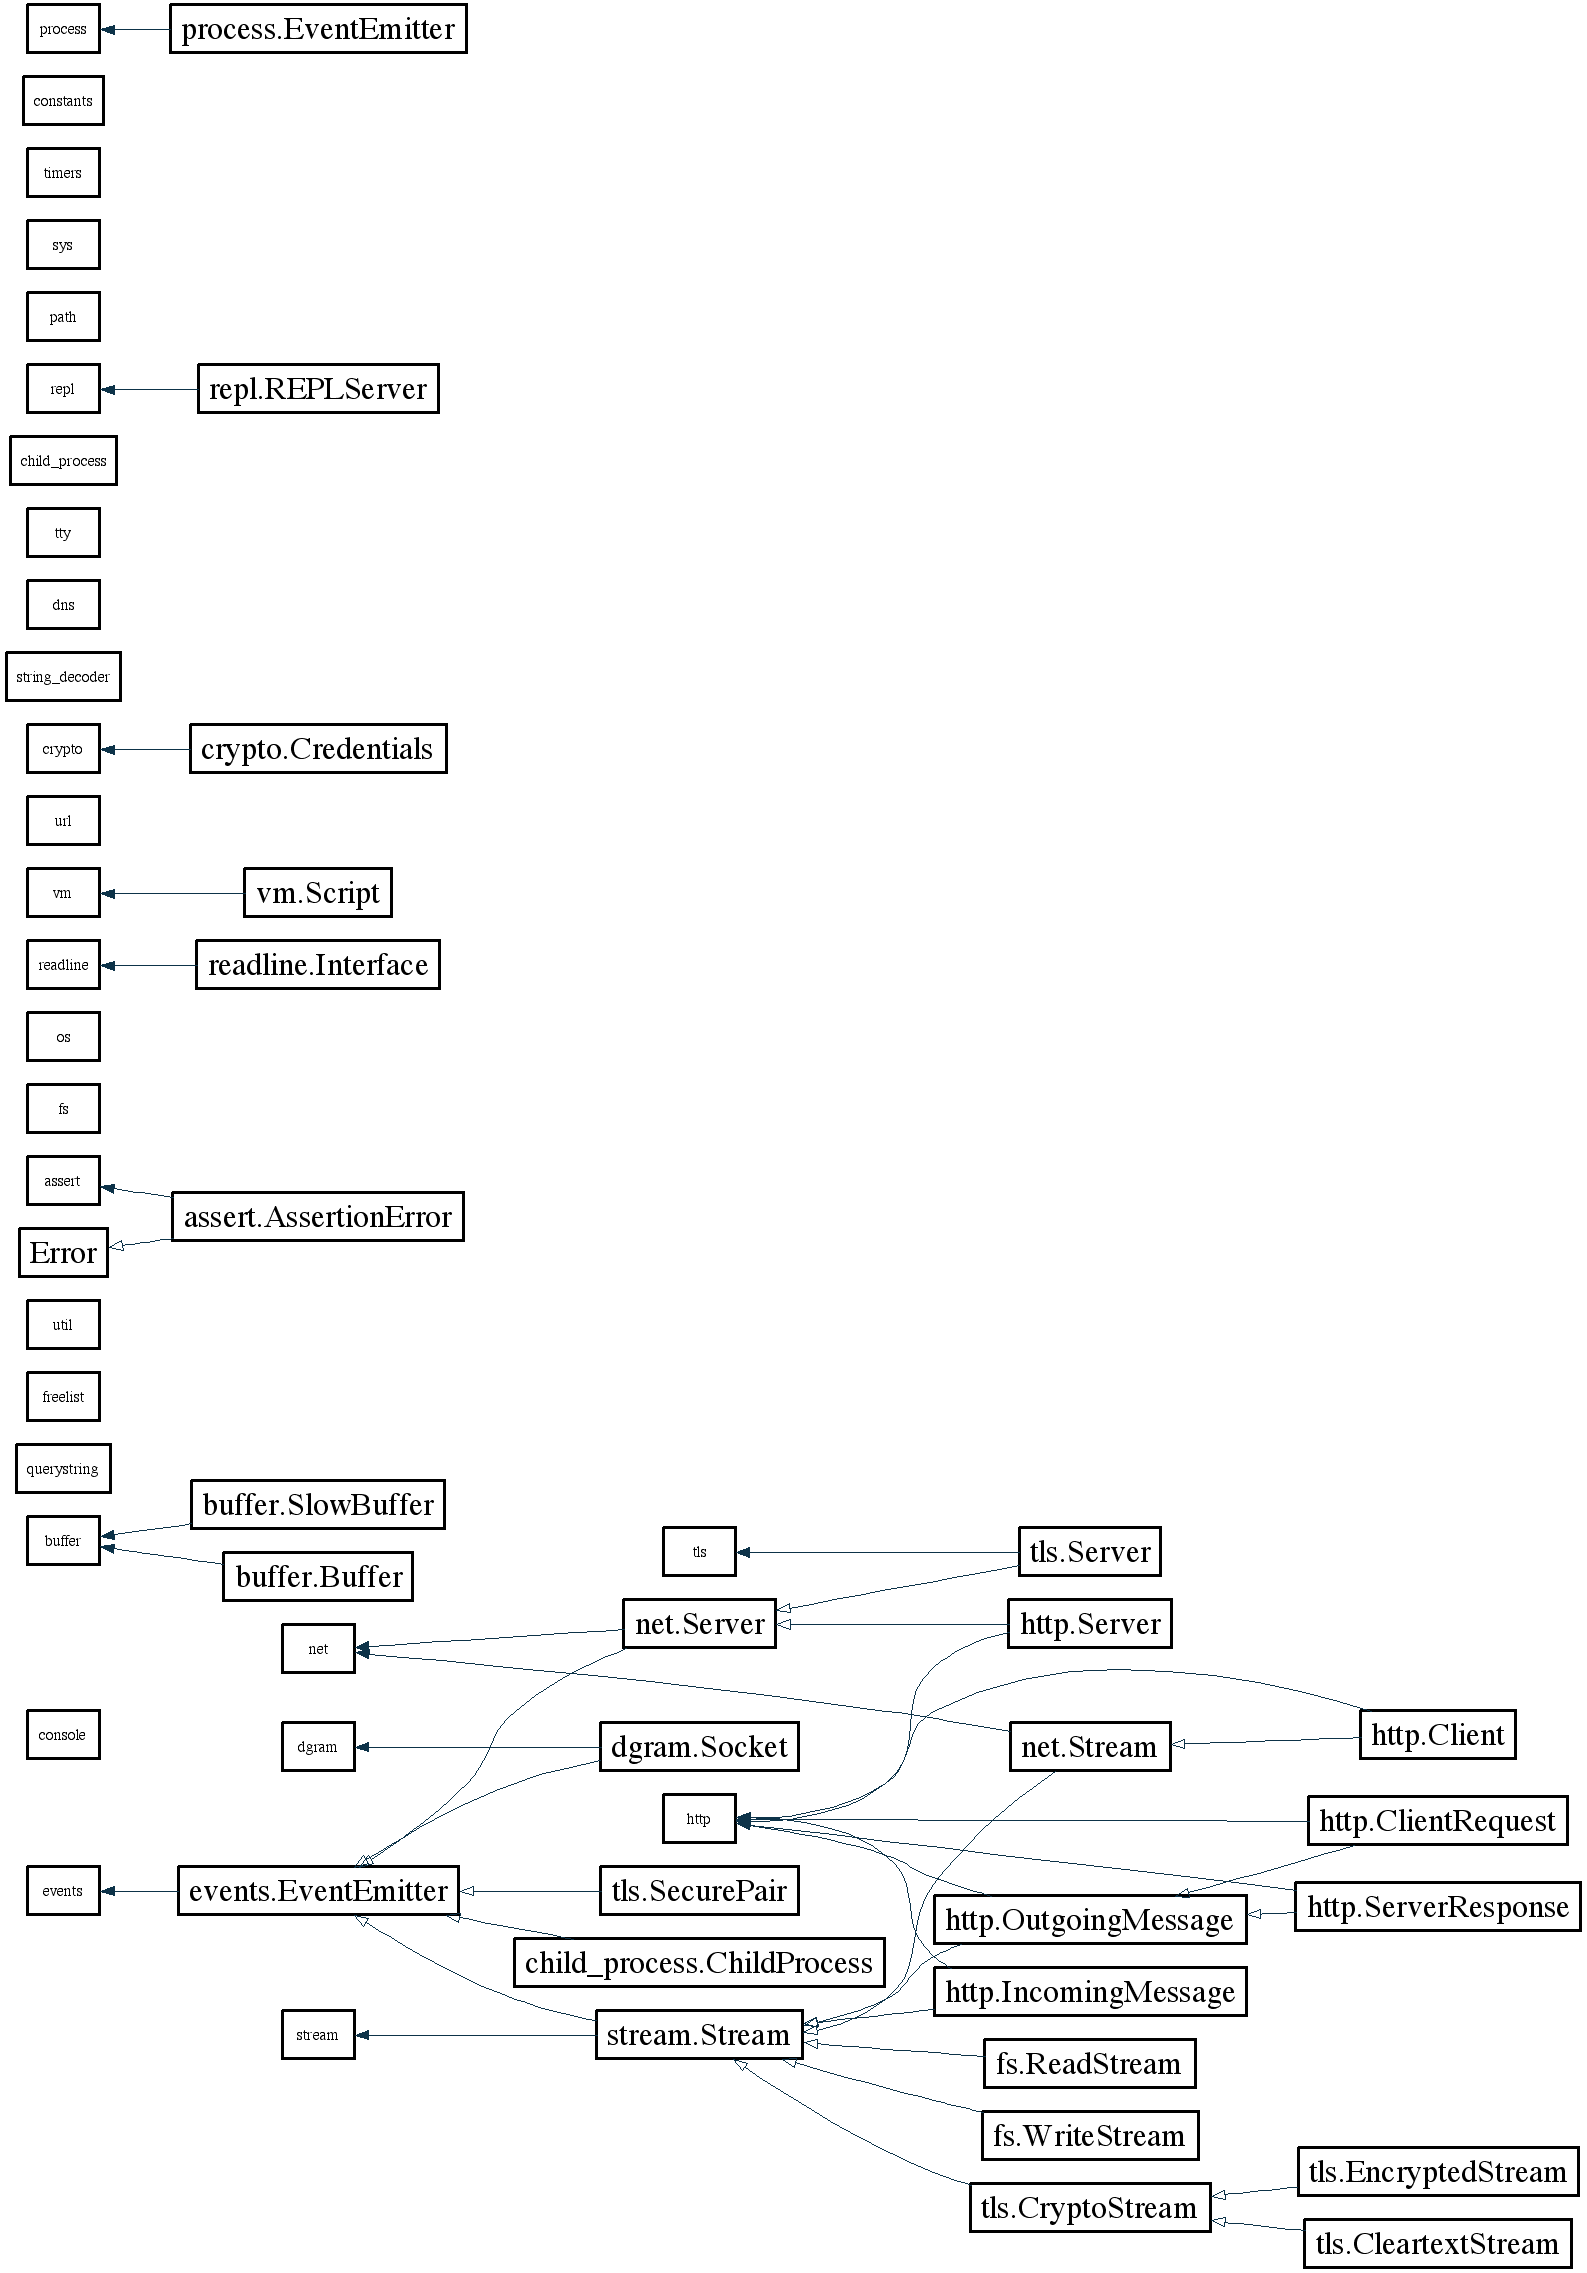 process
process.EventEmitter
constants
timers
sys
path
repl
repl.REPLServer
child_process
tty
dns
string_decoder
crypto
crypto.Credentials
url
vm
vm.Script
readline
readline.Interface
os
fs
assert
assert.AssertionError
Error
util
freelist
querystring
buffer.SlowBuffer
buffer
buffer.Buffer
tls
tls.Server
net
net.Server
http.Server
console
dgram
dgram.Socket
net.Stream
http.Client
http
http.ClientRequest
events
events.EventEmitter
tls.SecurePair
http.OutgoingMessage
http.ServerResponse
child_process.ChildProcess
http.IncomingMessage
stream
stream.Stream
fs.ReadStream
fs.WriteStream
tls.EncryptedStream
tls.CryptoStream
tls.CleartextStream